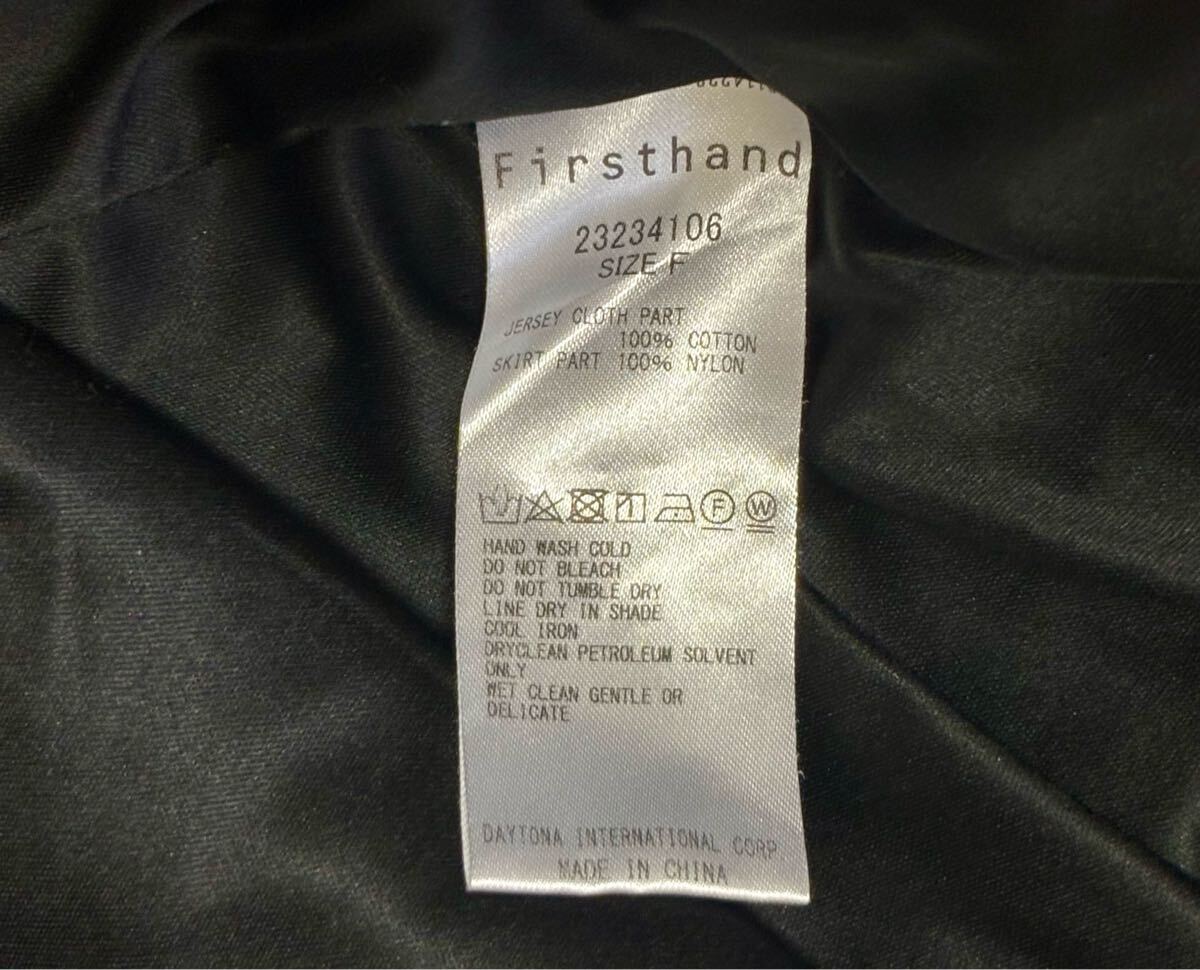 Firsthand
23234106
SIZE F
JERSEY CLOTH PART
100% COTTON
SKIRT PART 100% NYLON
F W
HAND WASH COLD
DO NOT BLEACH
DO NOT TUMBLE DRY
LINE DRY IN SHADE
COOL IRON
DRYCLEAN PETROLEUM SOLVENT
ONLY
WET CLEAN GENTLE OR
DELICATE
DAYTONA INTERNATIONAL CORP
MADE IN CHINA